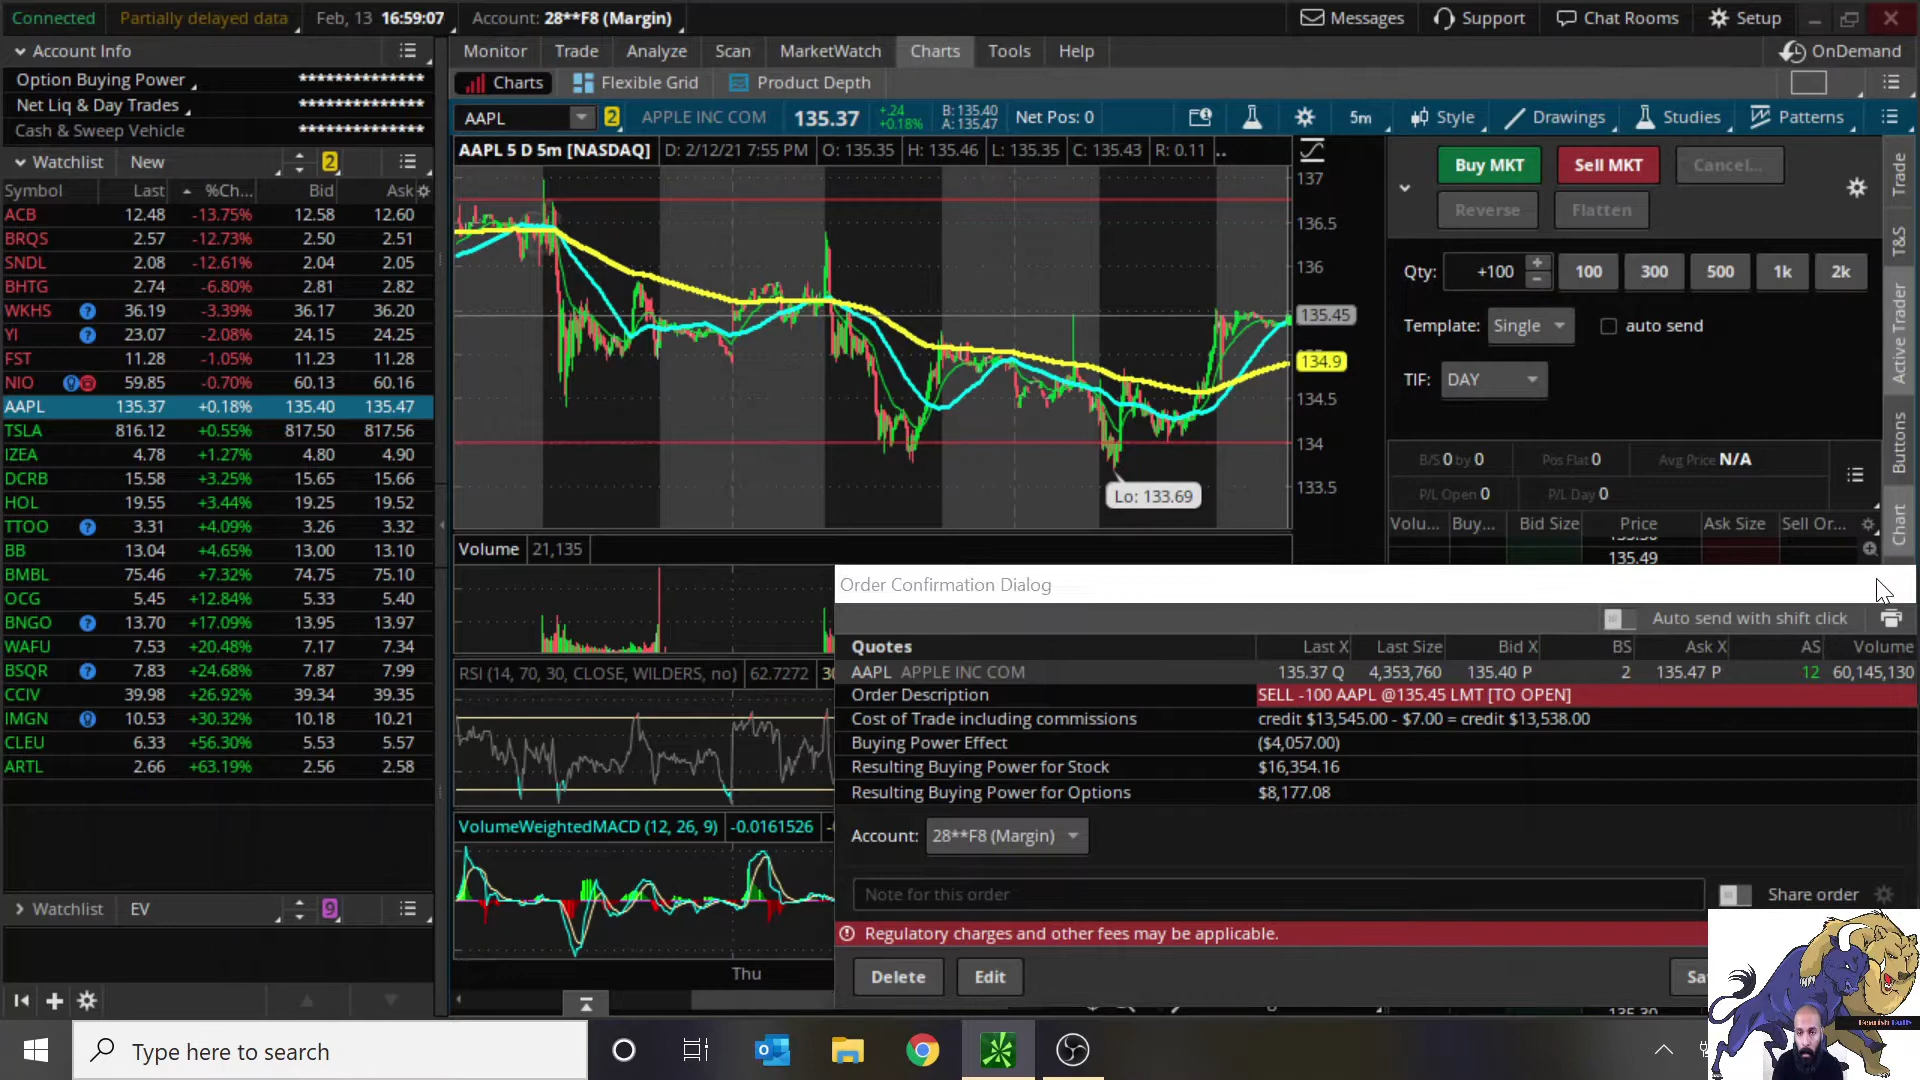 Connected Partially delayed data Feb, 13 16:59:07 Account: 28**F8 (Margin) Messages Support Chat Rooms Setup
Account Info
Option Buying Power **************
Net Liq & Day Trades **************
Cash & Sweep Vehicle **************
Monitor Trade Analyze Scan MarketWatch Charts Tools Help OnDemand
Charts Flexible Grid Product Depth
AAPL 2 APPLE INC COM 135.37 +.24 +0.18% B: 135.40 A: 135.47 Net Pos: 0 5m Style Drawings Studies Patterns
Watchlist New 2
Symbol Last %Ch... Bid Ask
ACB 12.48 -13.75% 12.58 12.60
BRQS 2.57 -12.73% 2.50 2.51
SNDL 2.08 -12.61% 2.04 2.05
BHTG 2.74 -6.80% 2.81 2.82
WKHS ? 36.19 -3.39% 36.17 36.20
YI ? 23.07 -2.08% 24.15 24.25
FST 11.28 -1.05% 11.23 11.28
NIO 59.85 -0.70% 60.13 60.16
AAPL 135.37 +0.18% 135.40 135.47
TSLA 816.12 +0.55% 817.50 817.56
IZEA 4.78 +1.27% 4.80 4.90
DCRB 15.58 +3.25% 15.65 15.66
HOL 19.55 +3.44% 19.25 19.52
TTOO ? 3.31 +4.09% 3.26 3.32
BB 13.04 +4.65% 13.00 13.10
BMBL 75.46 +7.32% 74.75 75.10
OCG 5.45 +12.84% 5.33 5.40
BNGO ? 13.70 +17.09% 13.95 13.97
WAFU 7.53 +20.48% 7.17 7.34
BSQR ? 7.83 +24.68% 7.87 7.99
CCIV 39.98 +26.92% 39.34 39.35
IMGN 10.53 +30.32% 10.18 10.21
CLEU 6.33 +56.30% 5.53 5.57
ARTL 2.66 +63.19% 2.56 2.58
Watchlist EV 9
AAPL 5 D 5m [NASDAQ] D: 2/12/21 7:55 PM O: 135.35 H: 135.46 L: 135.35 C: 135.43 R: 0.11 ..
137
136.5
136
135.45
134.9
134.5
134
133.5
Lo: 133.69
Volume 21,135
RSI (14, 70, 30, CLOSE, WILDERS, no) 62.7272 30
VolumeWeightedMACD (12, 26, 9) -0.0161526
Thu
Buy MKT Sell MKT Cancel...
Reverse Flatten
Qty: +100 100 300 500 1k 2k
Template: Single auto send
TIF: DAY
B/S 0 by 0 Pos Flat 0 Avg Price N/A
P/L Open 0 P/L Day 0
Volu... Buy... Bid Size Price Ask Size Sell Or...
135.49
Trade
T&S
Active Trader
Buttons
Chart
Order Confirmation Dialog
Auto send with shift click
Quotes Last X Last Size Bid X BS Ask X AS Volume
AAPL APPLE INC COM 135.37 Q 4,353,760 135.40 P 2 135.47 P 12 60,145,130
Order Description SELL -100 AAPL @135.45 LMT [TO OPEN]
Cost of Trade including commissions credit $13,545.00 - $7.00 = credit $13,538.00
Buying Power Effect ($4,057.00)
Resulting Buying Power for Stock $16,354.16
Resulting Buying Power for Options $8,177.08
Account: 28**F8 (Margin)
Note for this order Share order
Regulatory charges and other fees may be applicable.
Delete Edit Sa
Bearish Bulls
Type here to search